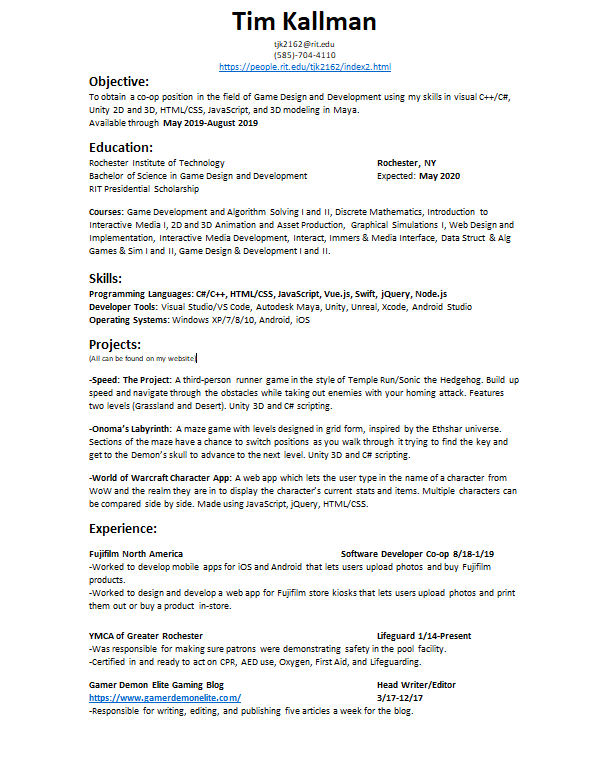 Tim Kallman
tjk2162@rit.edu
(585)-704-4110
https://people.rit.edu/tjk2162/index2.html
Objective:
To obtain a co-op position in the field of Game Design and Development using my skills in visual C++/C#,
Unity 2D and 3D, HTML/CSS, JavaScript, and 3D modeling in Maya.
Available through May 2019-August 2019
Education:
Rochester Institute of Technology Rochester, NY
Bachelor of Science in Game Design and Development Expected: May 2020
RIT Presidential Scholarship
Courses: Game Development and Algorithm Solving I and II, Discrete Mathematics, Introduction to
Interactive Media I, 2D and 3D Animation and Asset Production, Graphical Simulations I, Web Design and
Implementation, Interactive Media Development, Interact, Immers & Media Interface, Data Struct & Alg
Games & Sim I and II, Game Design & Development I and II.
Skills:
Programming Languages: C#/C++, HTML/CSS, JavaScript, Vue.js, Swift, jQuery, Node.js
Developer Tools: Visual Studio/VS Code, Autodesk Maya, Unity, Unreal, Xcode, Android Studio
Operating Systems: Windows XP/7/8/10, Android, iOS
Projects:
(All can be found on my website)
-Speed: The Project: A third-person runner game in the style of Temple Run/Sonic the Hedgehog. Build up
speed and navigate through the obstacles while taking out enemies with your homing attack. Features
two levels (Grassland and Desert). Unity 3D and C# scripting.
-Onoma's Labyrinth: A maze game with levels designed in grid form, inspired by the Ethshar universe.
Sections of the maze have a chance to switch positions as you walk through it trying to find the key and
get to the Demon's skull to advance to the next level. Unity 3D and C# scripting.
-World of Warcraft Character App: A web app which lets the user type in the name of a character from
WoW and the realm they are in to display the character's current stats and items. Multiple characters can
be compared side by side. Made using JavaScript, jQuery, HTML/CSS.
Experience:
Fujifilm North America Software Developer Co-op 8/18-1/19
-Worked to develop mobile apps for iOS and Android that lets users upload photos and buy Fujifilm
products.
-Worked to design and develop a web app for Fujifilm store kiosks that lets users upload photos and print
them out or buy a product in-store.
YMCA of Greater Rochester Lifeguard 1/14-Present
-Was responsible for making sure patrons were demonstrating safety in the pool facility.
-Certified in and ready to act on CPR, AED use, Oxygen, First Aid, and Lifeguarding.
Gamer Demon Elite Gaming Blog Head Writer/Editor
https://www.gamerdemonelite.com/ 3/17-12/17
-Responsible for writing, editing, and publishing five articles a week for the blog.